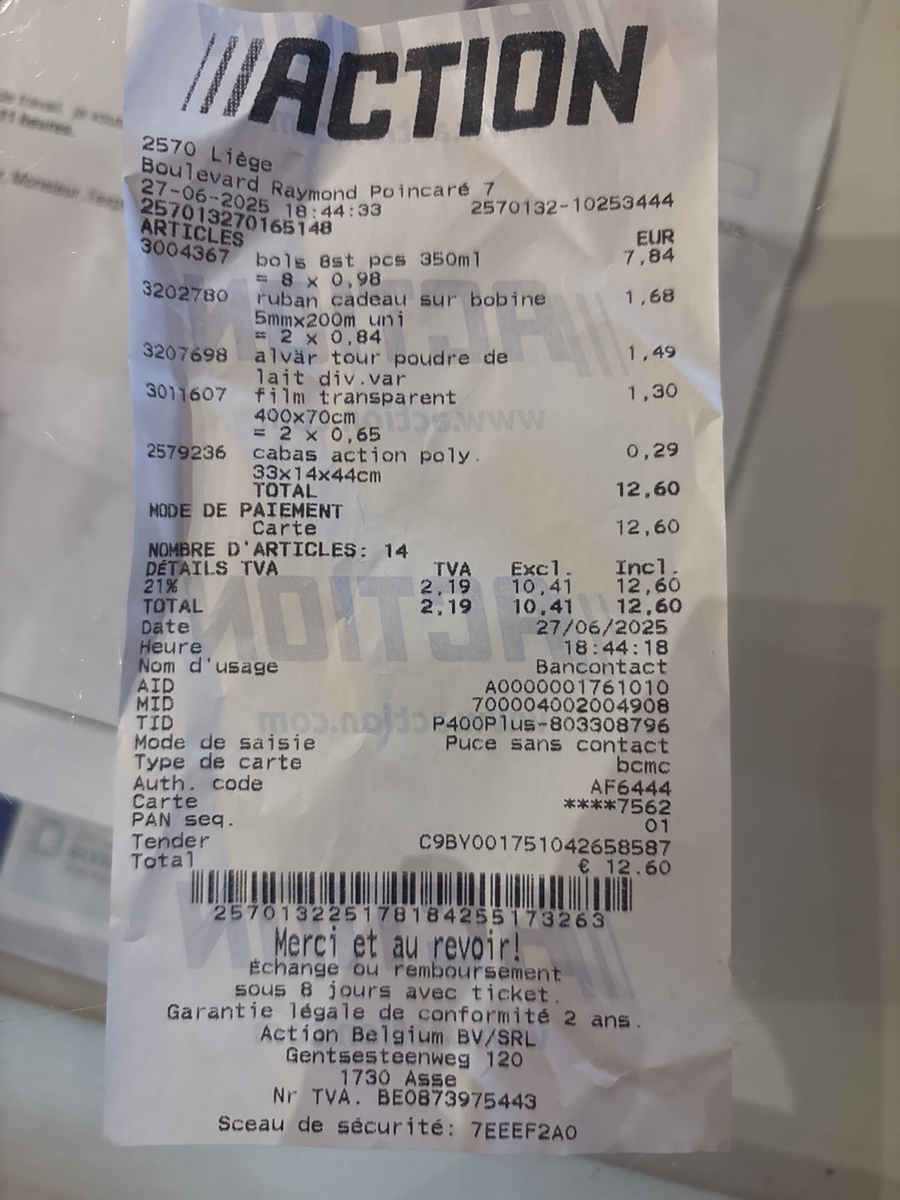 ACTION
2570 Liège
Boulevard Raymond Poincaré 7
27-06-2025 18:44:33 2570132-10253444
257013270165148
ARTICLES EUR
3004367 bols 8st pcs 350ml 7,84
= 8 x 0,98
3202780 ruban cadeau sur bobine 1,68
5mmx200m uni
= 2 x 0,84
3207698 alvär tour poudre de 1,49
lait div.var
3011607 film transparent 1,30
400x70cm
= 2 x 0,65
2579236 cabas action poly. 0,29
33x14x44cm
TOTAL 12,60
MODE DE PAIEMENT
Carte 12,60
NOMBRE D'ARTICLES: 14
DÉTAILS TVA TVA Excl. Incl.
21% 2,19 10,41 12,60
TOTAL 2,19 10,41 12,60
Date 27/06/2025
Heure 18:44:18
Nom d'usage Bancontact
AID A0000001761010
MID 700004002004908
TID P400Plus-803308796
Mode de saisie Puce sans contact
Type de carte bcmc
Auth. code AF6444
Carte ****7562
PAN seq. 01
Tender C9BY001751042658587
Total € 12.60
2570132251781842551​73263
Merci et au revoir!
Échange ou remboursement
sous 8 jours avec ticket.
Garantie légale de conformité 2 ans.
Action Belgium BV/SRL
Gentsesteenweg 120
1730 Asse
Nr TVA. BE0873975443
Sceau de sécurité: 7EEEF2A0